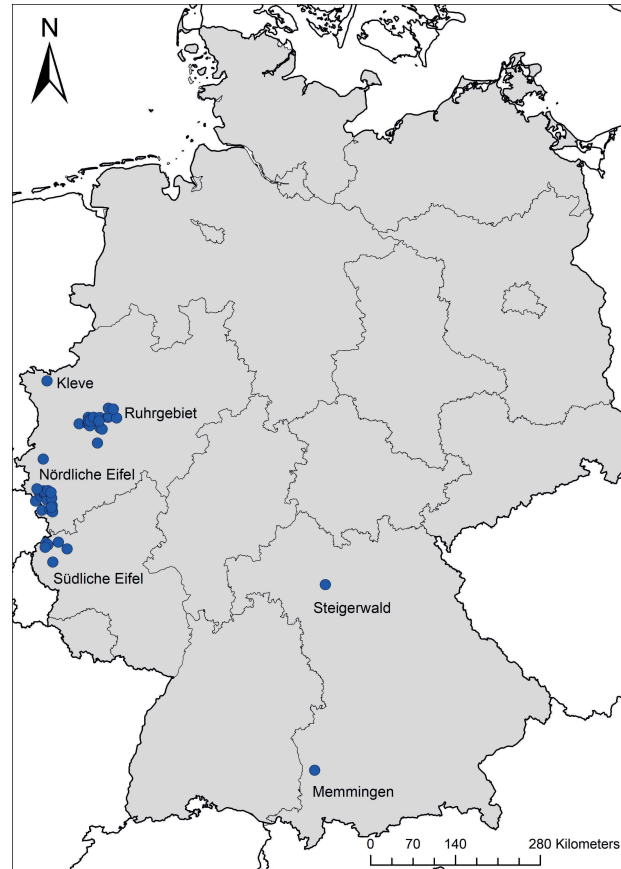 N
Kleve
Ruhrgebiet
Nördliche Eifel
Südliche Eifel
Steigerwald
Memmingen
0 70 140 280 Kilometers